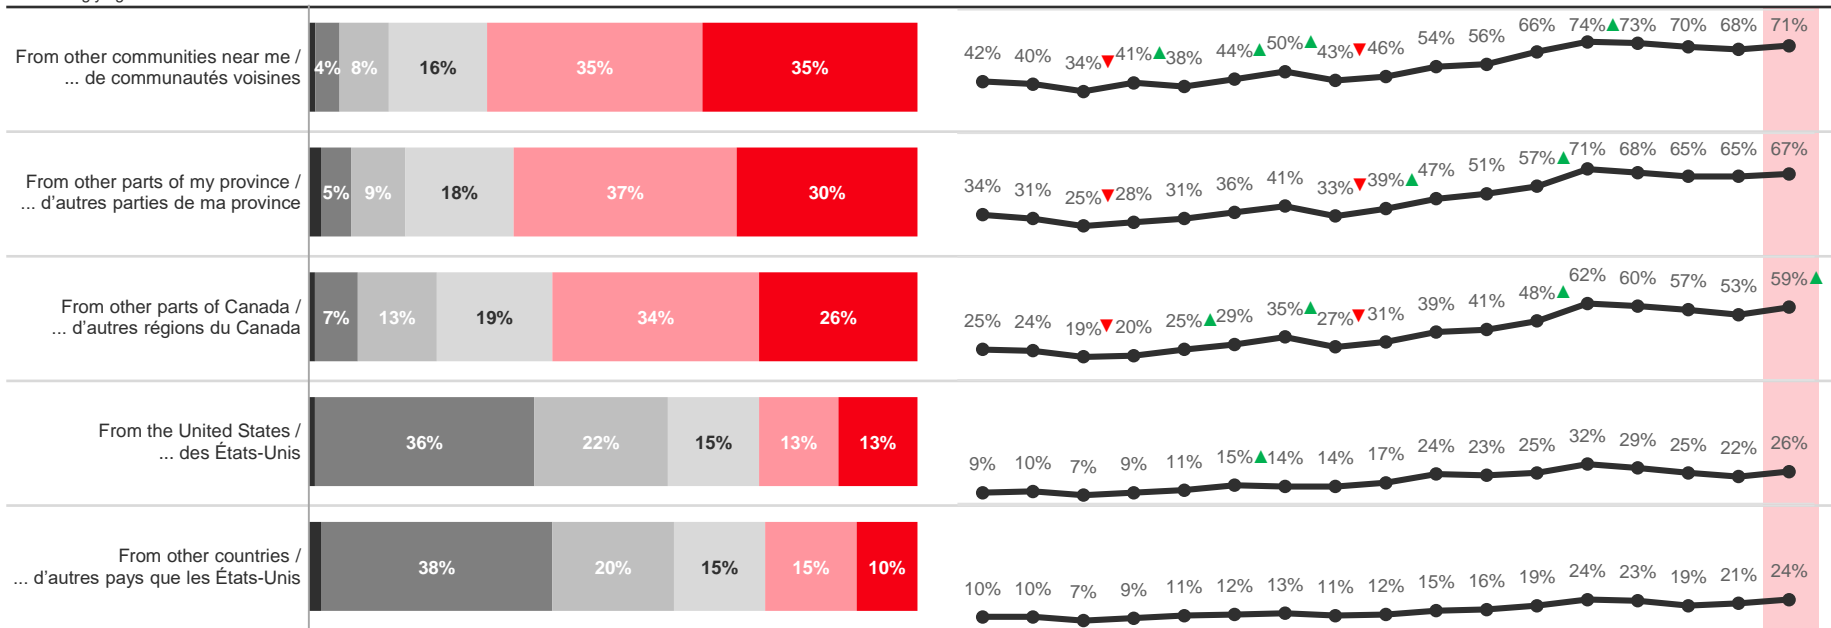 From other communities near me /
... de communautés voisines
4% 8% 16% 35% 35%
42% 40% 34%▼ 41%▲ 38% 44%▲ 50%▲ 43%▼ 46% 54% 56% 66% 74%▲ 73% 70% 68% 71%
From other parts of my province /
... d'autres parties de ma province
5% 9% 18% 37% 30%
34% 31% 25%▼ 28% 31% 36% 41% 33%▼ 39%▲ 47% 51% 57%▲ 71% 68% 65% 65% 67%
From other parts of Canada /
... d'autres régions du Canada
7% 13% 19% 34% 26%
25% 24% 19%▼ 20% 25%▲ 29% 35%▲ 27%▼ 31% 39% 41% 48%▲ 62% 60% 57% 53% 59%▲
From the United States /
... des États-Unis
36% 22% 15% 13% 13%
9% 10% 7% 9% 11% 15%▲ 14% 14% 17% 24% 23% 25% 32% 29% 25% 22% 26%
From other countries /
... d'autres pays que les États-Unis
38% 20% 15% 15% 10%
10% 10% 7% 9% 11% 12% 13% 11% 12% 15% 16% 19% 24% 23% 19% 21% 24%